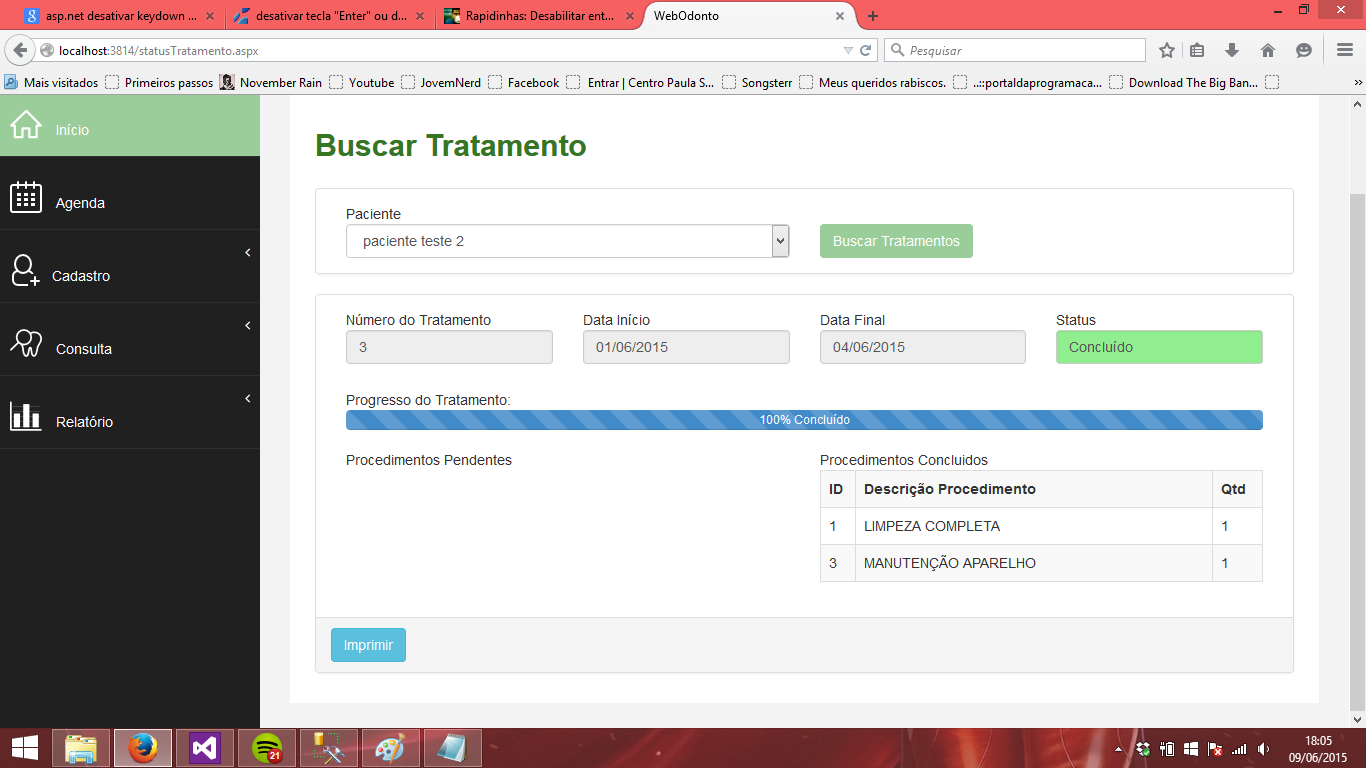 asp.net desativar keydown ...
desativar tecla "Enter" ou d...
Rapidinhas: Desabilitar ent...
WebOdonto
localhost:3814/statusTratamento.aspx
Pesquisar
Mais visitados
Primeiros passos
November Rain
Youtube
JovemNerd
Facebook
Entrar | Centro Paula S...
Songsterr
Meus queridos rabiscos.
..::portaldaprogramaca...
Download The Big Ban...
Início
Agenda
Cadastro
Consulta
Relatório
Buscar Tratamento
Paciente
paciente teste 2
Buscar Tratamentos
Número do Tratamento
Data Início
Data Final
Status
3
01/06/2015
04/06/2015
Concluído
Progresso do Tratamento:
100% Concluído
Procedimentos Pendentes
Procedimentos Concluidos
ID Descrição Procedimento Qtd
1 LIMPEZA COMPLETA 1
3 MANUTENÇÃO APARELHO 1
Imprimir
21
18:05
09/06/2015